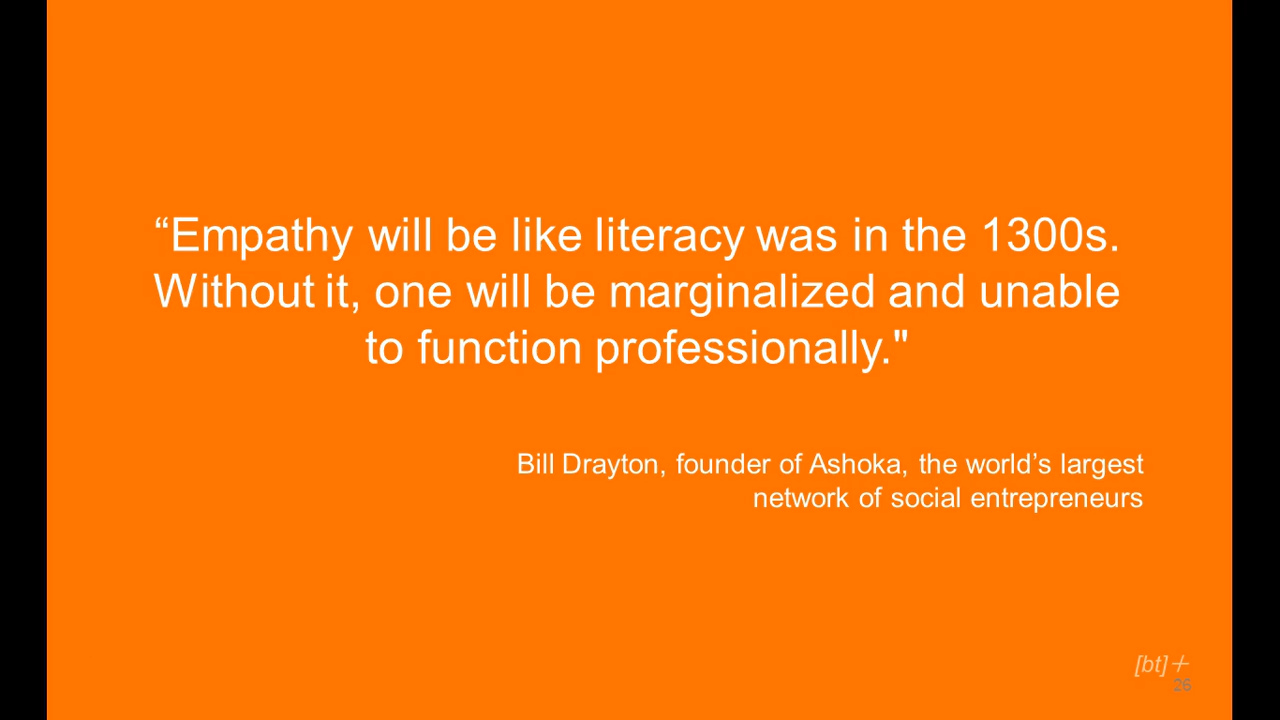 “Empathy will be like literacy was in the 1300s.
Without it, one will be marginalized and unable
to function professionally."
Bill Drayton, founder of Ashoka, the world’s largest
network of social entrepreneurs
[bt]+
26